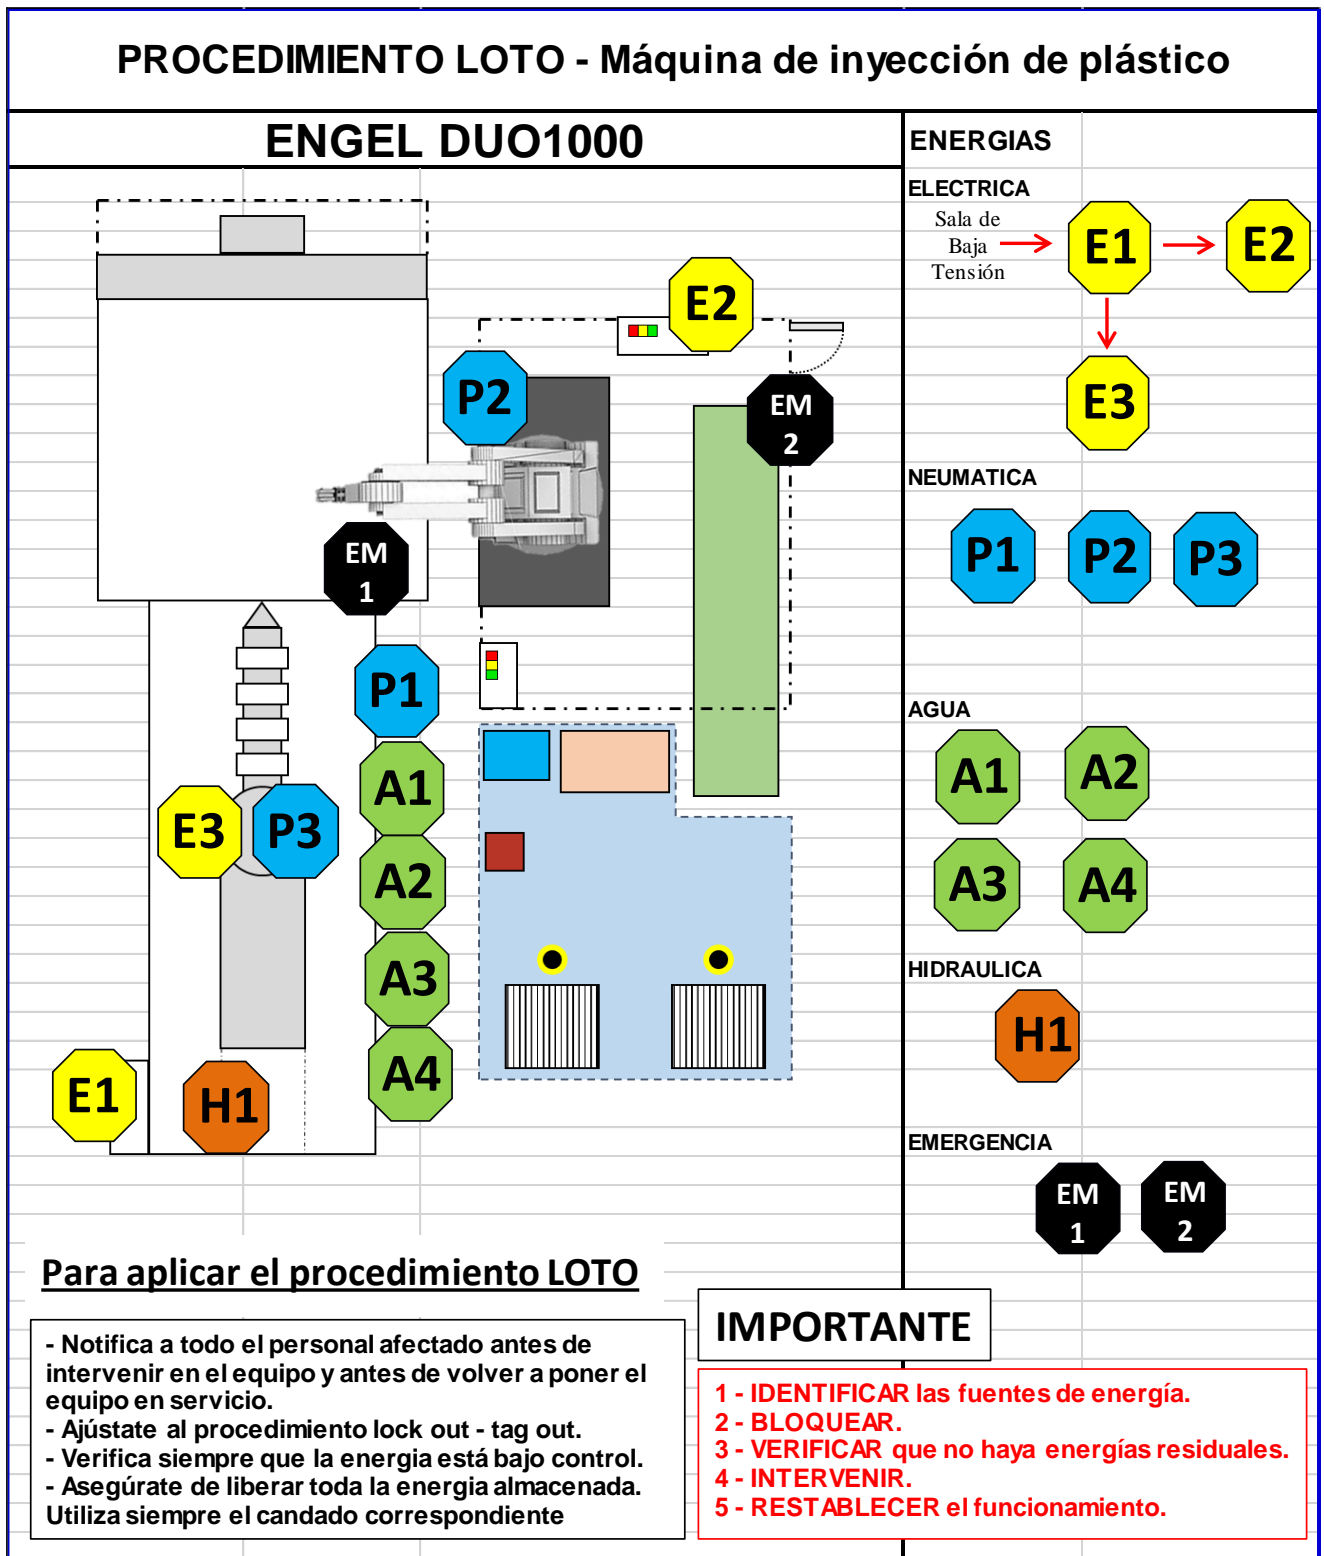 PROCEDIMIENTO LOTO - Máquina de inyección de plástico
ENGEL DUO1000
E2
P2
EM
2
EM
1
P1
A1
E3
P3
A2
A3
A4
E1
H1
ENERGIAS
ELECTRICA
Sala de
Baja
Tensión
E1
E2
E3
NEUMATICA
P1
P2
P3
AGUA
A1
A2
A3
A4
HIDRAULICA
H1
EMERGENCIA
EM
1
EM
2
Para aplicar el procedimiento LOTO
- Notifica a todo el personal afectado antes de
intervenir en el equipo y antes de volver a poner el
equipo en servicio.
- Ajústate al procedimiento lock out - tag out.
- Verifica siempre que la energia está bajo control.
- Asegúrate de liberar toda la energia almacenada.
Utiliza siempre el candado correspondiente
IMPORTANTE
1 - IDENTIFICAR las fuentes de energía.
2 - BLOQUEAR.
3 - VERIFICAR que no haya energías residuales.
4 - INTERVENIR.
5 - RESTABLECER el funcionamiento.